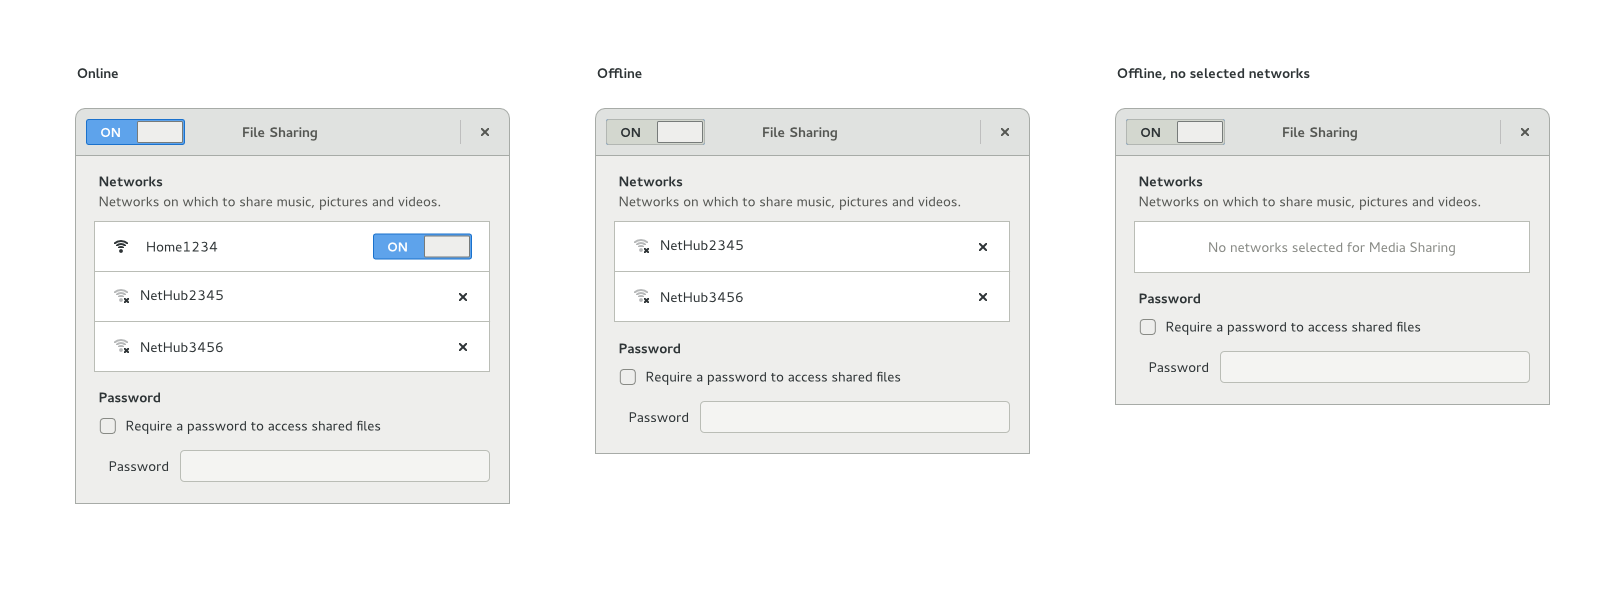 Online
ON File Sharing
Networks
Networks on which to share music, pictures and videos.
Home1234 ON
NetHub2345
NetHub3456
Password
Require a password to access shared files
Password
Offline
ON File Sharing
Networks
Networks on which to share music, pictures and videos.
NetHub2345
NetHub3456
Password
Require a password to access shared files
Password
Offline, no selected networks
ON File Sharing
Networks
Networks on which to share music, pictures and videos.
No networks selected for Media Sharing
Password
Require a password to access shared files
Password